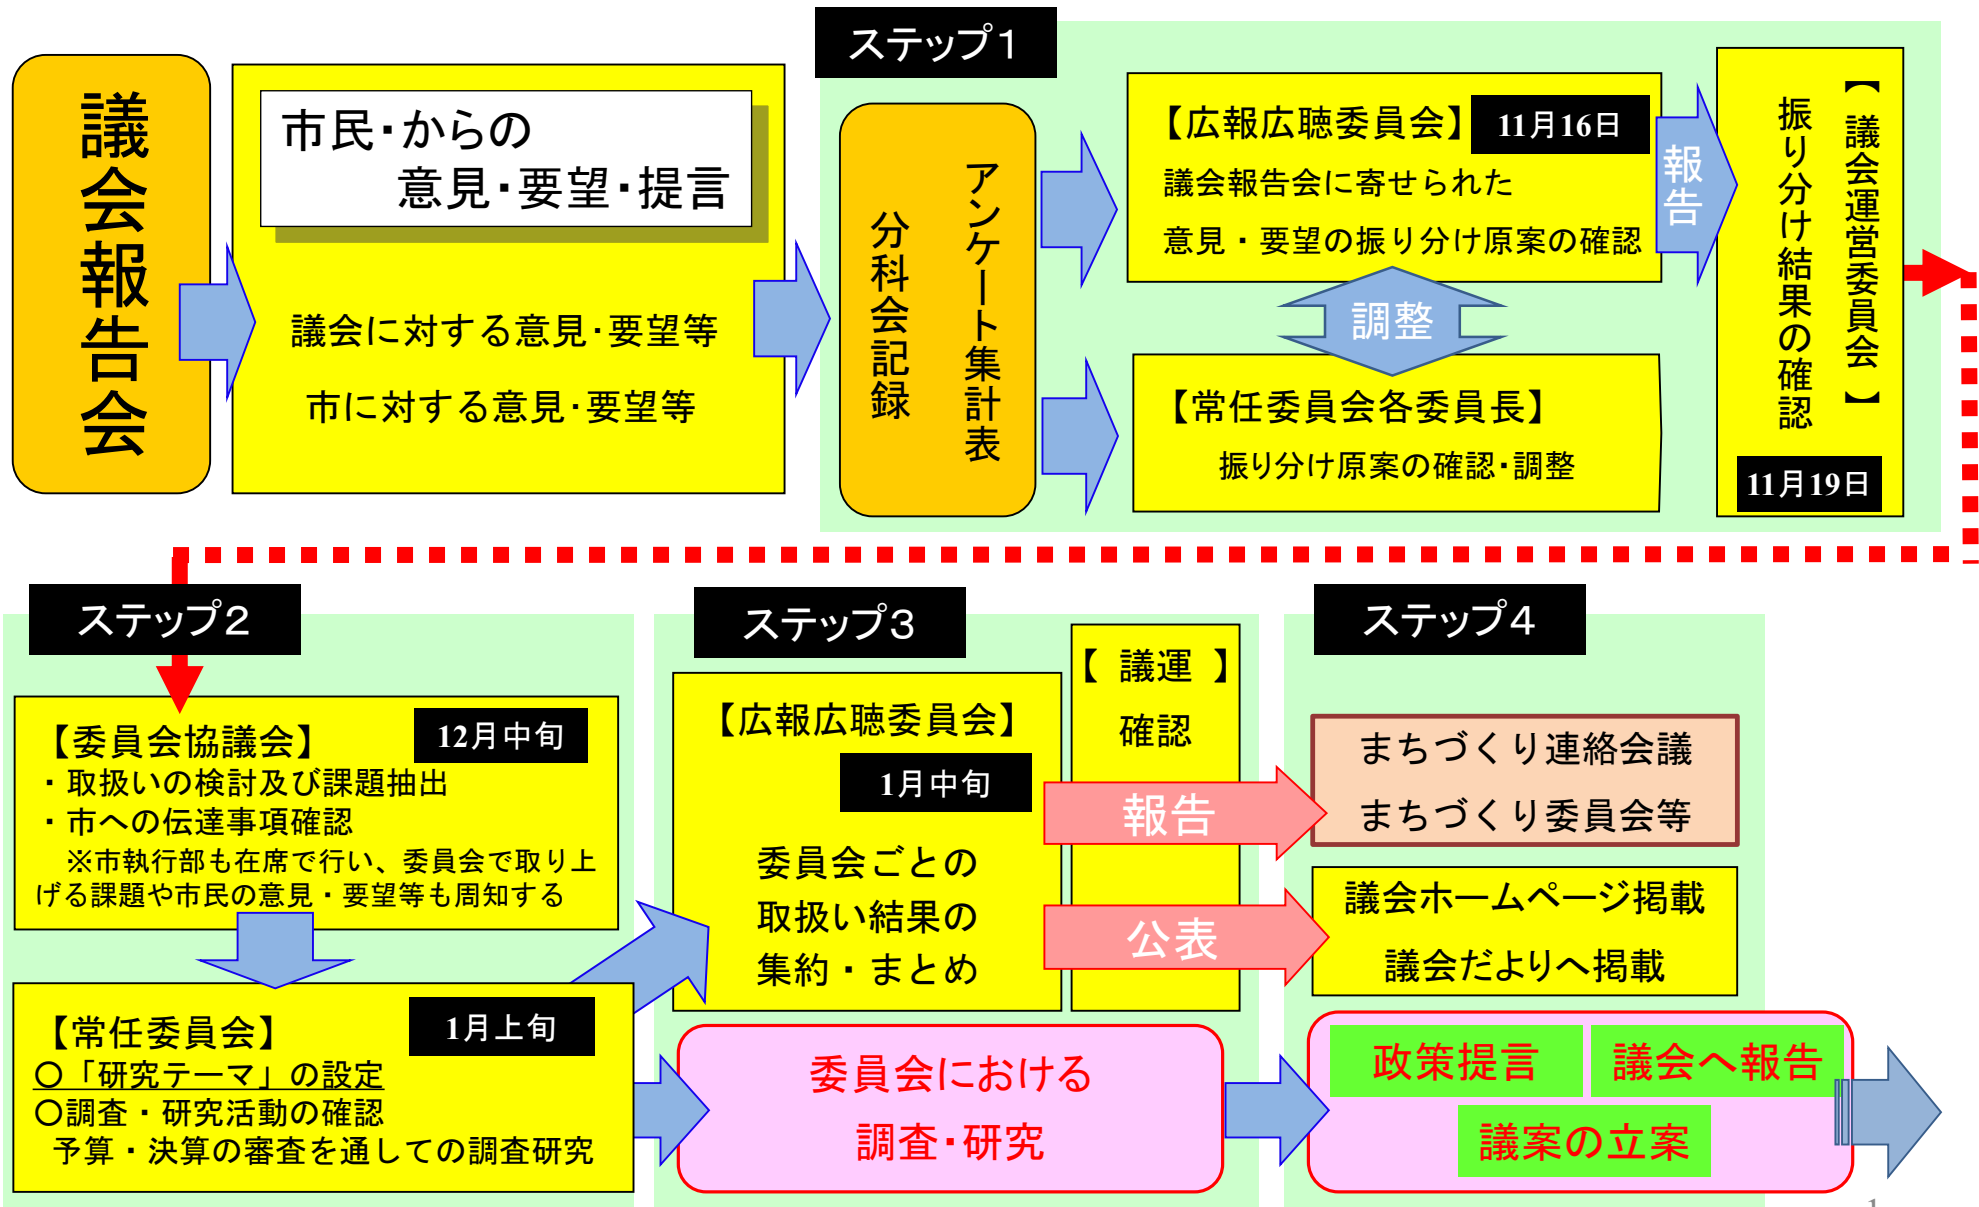 議会報告会
市民・からの
意見・要望・提言
議会に対する意見・要望等
市に対する意見・要望等
ステップ1
アンケート集計表
分科会記録
【広報広聴委員会】
11月16日
議会報告会に寄せられた
意見・要望の振り分け原案の確認
調整
【常任委員会各委員長】
振り分け原案の確認・調整
報告
【議会運営委員会】
振り分け結果の確認
11月19日
ステップ2
【委員会協議会】
12月中旬
・取扱いの検討及び課題抽出
・市への伝達事項確認
※市執行部も在席で行い、委員会で取り上
げる課題や市民の意見・要望等も周知する
【常任委員会】
1月上旬
〇「研究テーマ」の設定
〇調査・研究活動の確認
予算・決算の審査を通しての調査研究
ステップ3
【広報広聴委員会】
1月中旬
委員会ごとの
取扱い結果の
集約・まとめ
【 議運 】
確認
報告
公表
委員会における
調査・研究
ステップ4
まちづくり連絡会議
まちづくり委員会等
議会ホームページ掲載
議会だよりへ掲載
政策提言
議会へ報告
議案の立案
1